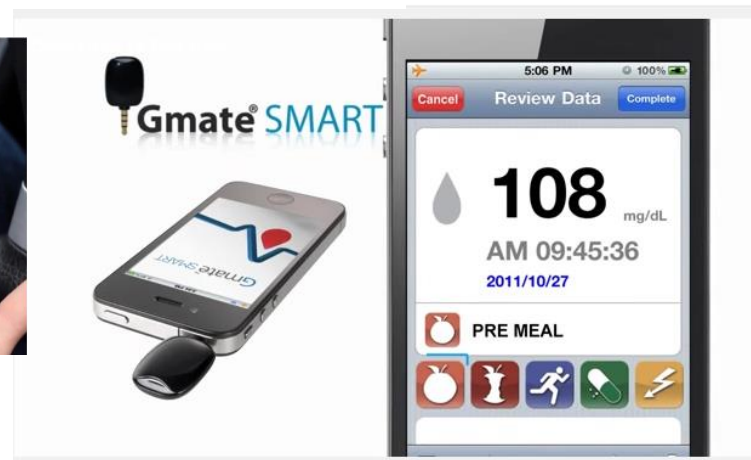 Gmate® SMART
Gmate SMART
5:06 PM
100%
Cancel
Review Data
Complete
108
mg/dL
AM 09:45:36
2011/10/27
PRE MEAL